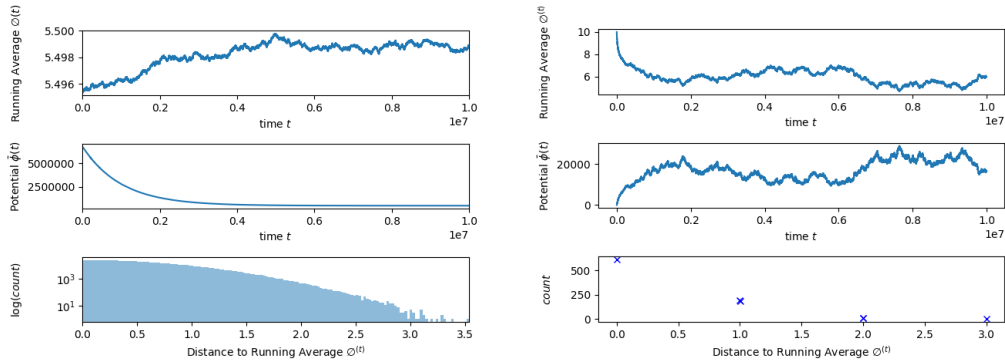 Running Average ∅(t)
5.500
5.498
5.496
0.0 0.2 0.4 0.6 0.8 1.0
time t
1e7
Potential ϕ̄(t)
5000000
2500000
0.0 0.2 0.4 0.6 0.8 1.0
time t
1e7
log(count)
10³
10¹
0.0 0.5 1.0 1.5 2.0 2.5 3.0 3.5
Distance to Running Average ∅⁽ᵗ⁾
Running Average ∅⁽ᵗ⁾
10
8
6
0.0 0.2 0.4 0.6 0.8 1.0
time t
1e7
Potential ϕ̄(t)
20000
0
0.0 0.2 0.4 0.6 0.8 1.0
time t
1e7
count
500
250
0
0.0 0.5 1.0 1.5 2.0 2.5 3.0
Distance to Running Average ∅⁽ᵗ⁾